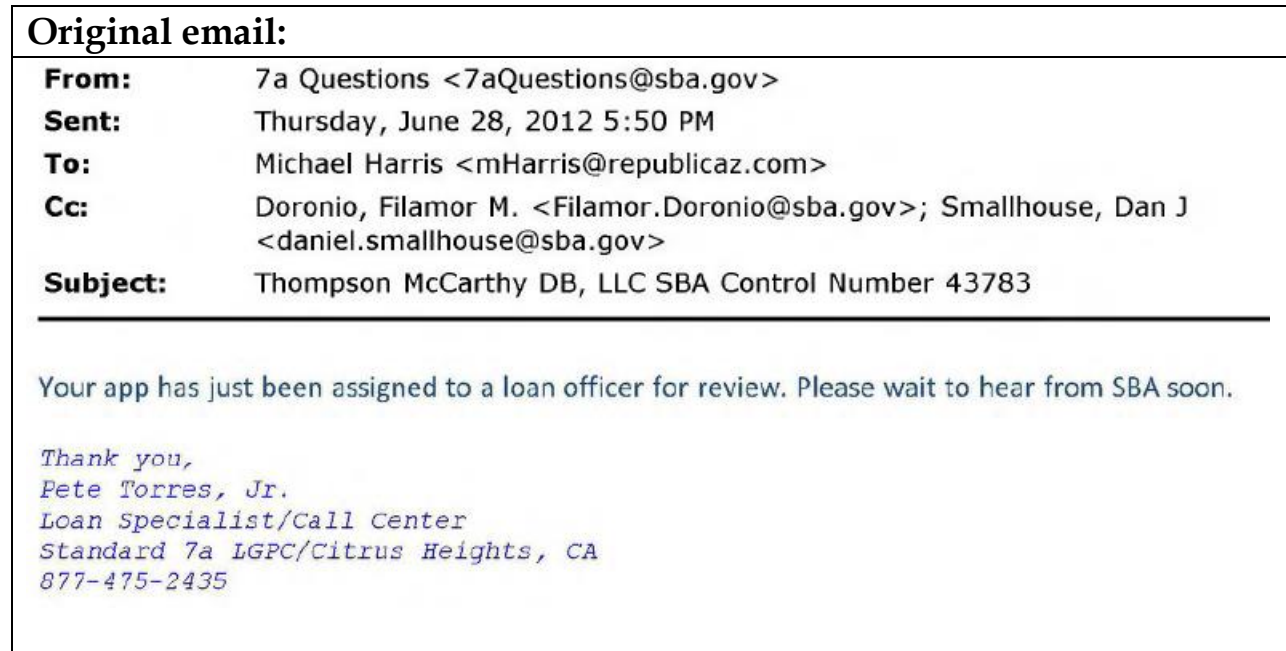 Original email:
From: 7a Questions <7aQuestions@sba.gov>
Sent: Thursday, June 28, 2012 5:50 PM
To: Michael Harris <mHarris@republicaz.com>
Cc: Doronio, Filamor M. <Filamor.Doronio@sba.gov>; Smallhouse, Dan J
<daniel.smallhouse@sba.gov>
Subject: Thompson McCarthy DB, LLC SBA Control Number 43783
Your app has just been assigned to a loan officer for review. Please wait to hear from SBA soon.
Thank you,
Pete Torres, Jr.
Loan Specialist/Call Center
Standard 7a LGPC/Citrus Heights, CA
877-475-2435